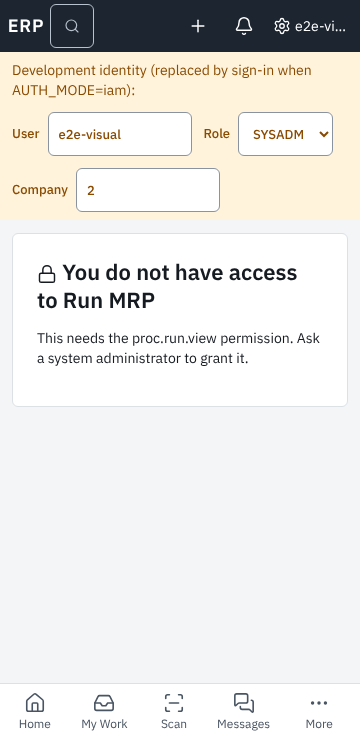 ERP
e2e-vi...
Development identity (replaced by sign-in when
AUTH_MODE=iam):
User
e2e-visual
Role
SYSADM
Company
2
You do not have access
to Run MRP
This needs the proc.run.view permission. Ask
a system administrator to grant it.
Home
My Work
Scan
Messages
More